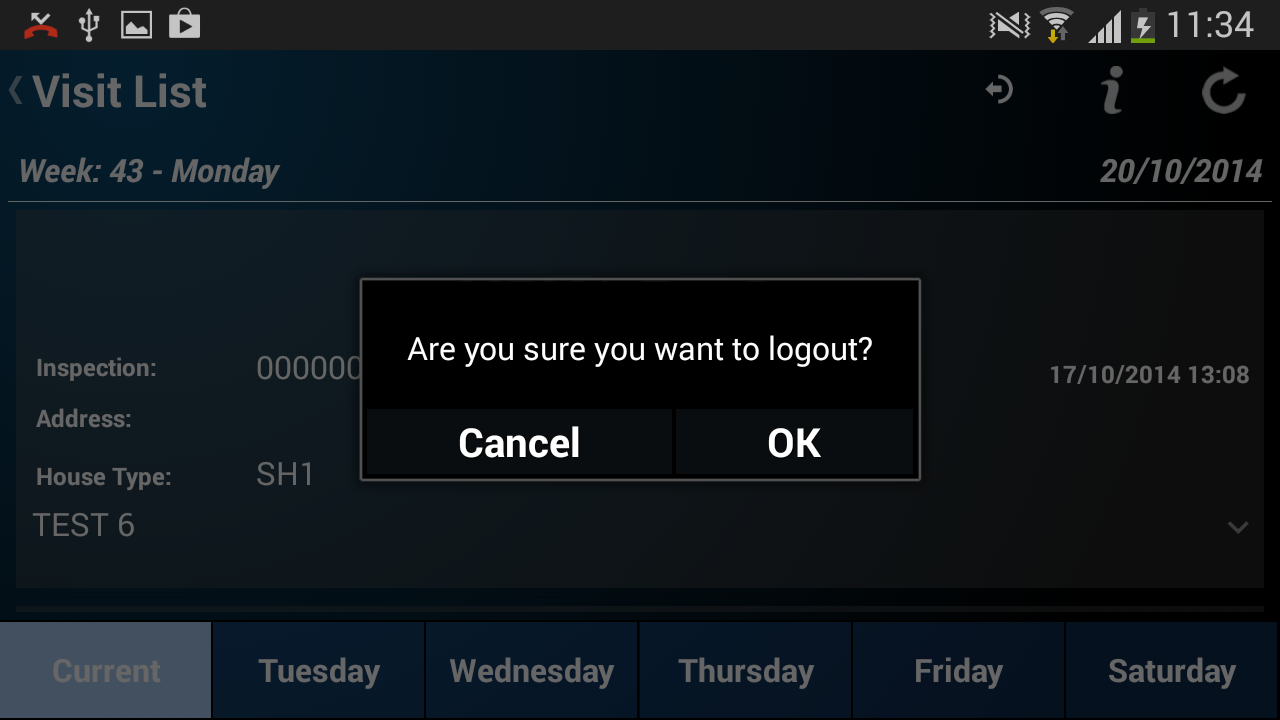 11:34
Visit List
Week: 43 - Monday 20/10/2014
Are you sure you want to logout?
Inspection: 000000 17/10/2014 13:08
Address:
Cancel OK
House Type: SH1
TEST 6
Current Tuesday Wednesday Thursday Friday Saturday